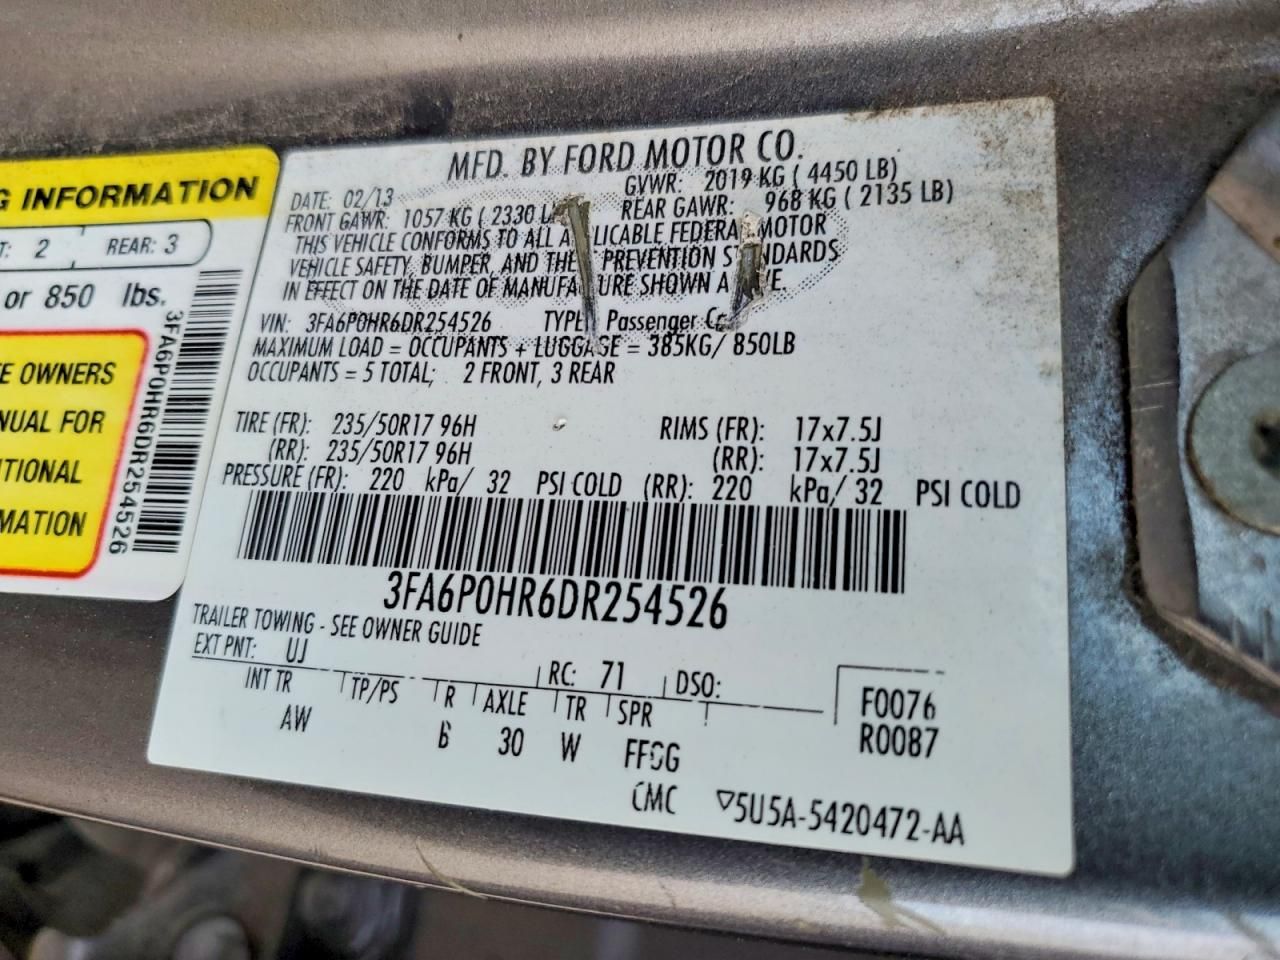 G INFORMATION
T: 2 REAR: 3
or 850 lbs.
E OWNERS
NUAL FOR
ITIONAL
MATION
3FA6P0HR6DR254526
MFD. BY FORD MOTOR CO.
DATE: 02/13 GVWR: 2019 KG ( 4450 LB)
FRONT GAWR: 1057 KG ( 2330 L REAR GAWR: 968 KG ( 2135 LB)
THIS VEHICLE CONFORMS TO ALL A LICABLE FEDERA MOTOR
VEHICLE SAFETY, BUMPER, AND THE PREVENTION S NDARDS
IN EFFECT ON THE DATE OF MANUFA URE SHOWN A VE.
VIN: 3FA6P0HR6DR254526 TYPE: Passenger C
MAXIMUM LOAD = OCCUPANTS + LUGGAGE = 385KG/ 850LB
OCCUPANTS = 5 TOTAL; 2 FRONT, 3 REAR
TIRE (FR): 235/50R17 96H RIMS (FR): 17x7.5J
(RR): 235/50R17 96H (RR): 17x7.5J
PRESSURE (FR): 220 kPa/ 32 PSI COLD (RR): 220 kPa/ 32 PSI COLD
3FA6P0HR6DR254526
TRAILER TOWING - SEE OWNER GUIDE
EXT PNT: UJ RC: 71 DSO:
INT TR TP/PS R AXLE TR SPR F0076
AW 6 30 W FFGG R0087
CMC ▽5U5A-5420472-AA